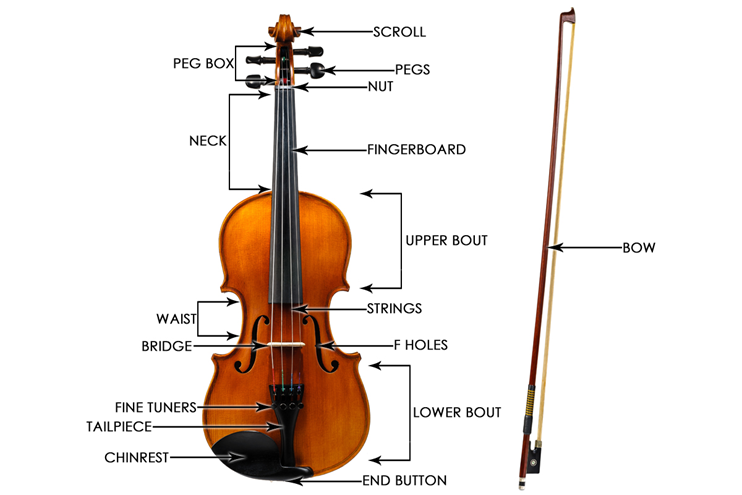 SCROLL
PEG BOX
PEGS
NUT
NECK
FINGERBOARD
UPPER BOUT
BOW
STRINGS
WAIST
BRIDGE
F HOLES
FINE TUNERS
LOWER BOUT
TAILPIECE
CHINREST
END BUTTON